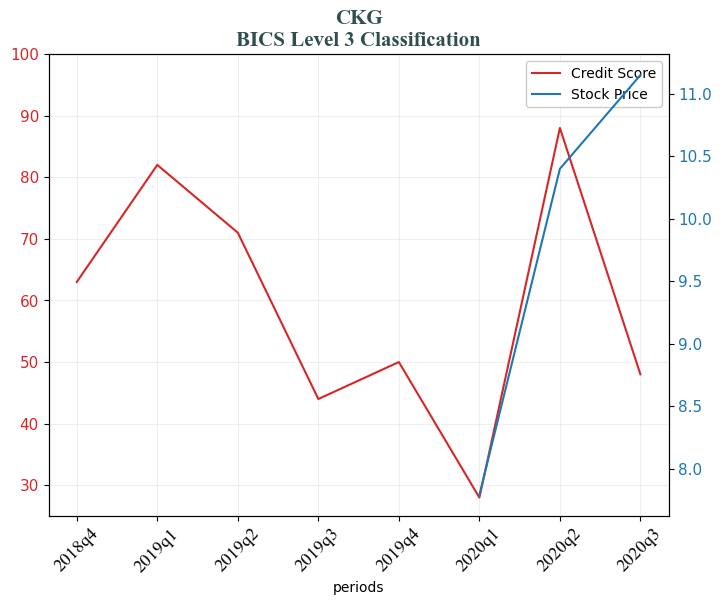 CKG
BICS Level 3 Classification
Credit Score
Stock Price
100
90
80
70
60
50
40
30
11.0
10.5
10.0
9.5
9.0
8.5
8.0
2018q4
2019q1
2019q2
2019q3
2019q4
2020q1
2020q2
2020q3
periods